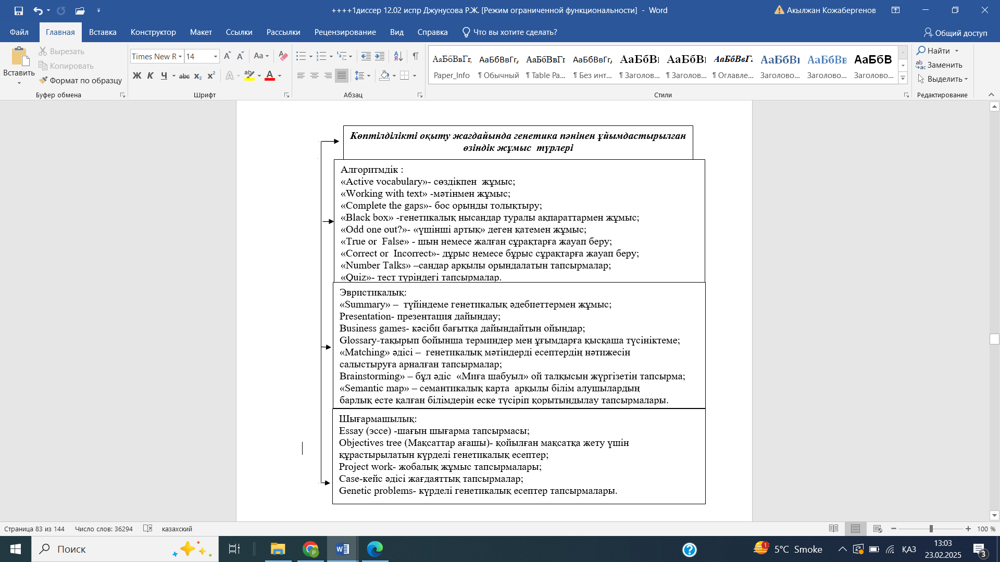 ++++1диссер 12.02 испр Джунусова Р.Ж. [Режим ограниченной функциональности] - Word
Акылжан Кожабергенов
Файл Главная Вставка Конструктор Макет Ссылки Рассылки Рецензирование Вид Справка Что вы хотите сделать? Общий доступ
Вставить
Вырезать
Копировать
Формат по образцу
Буфер обмена
Times New R 14
Ж К Ч abc x₂ x²
Шрифт
Абзац
АаБбВвГг, АаБбВвГгД АаБбВвГг АаБбВвГгД АаБбВ АаБбВ АаБбВвГг АаБбВв АаБбВв АаБбВ
Paper_Info ¶ Обычный ¶ Table Pa... ¶ Без инт... ¶ Заголов... ¶ Заголов... ¶ Оглавле... Заголово... Заголово... Заголово...
Стили
Найти
Заменить
Выделить
Редактирование
Көптілділікті оқыту жағдайында генетика пәнінен ұйымдастырылған
өзіндік жұмыс  түрлері
Алгоритмдік :
«Active vocabulary»- сөздікпен  жұмыс;
«Working with text» -мәтінмен жұмыс;
«Complete the gaps»- бос орынды толықтыру;
«Black box» -генетикалық нысандар туралы ақпараттармен жұмыс;
«Odd one out?»- «үшінші артық» деген қатемен жұмыс;
«True or  False» - шын немесе жалған сұрақтарға жауап беру;
«Correct or  Incorrect»- дұрыс немесе бұрыс сұрақтарға жауап беру;
«Number Talks» –сандар арқылы орындалатын тапсырмалар;
«Quiz»- тест түріндегі тапсырмалар.
Эвристикалық:
«Summary» –  түйіндеме генетикалық әдебиеттермен жұмыс;
Presentation- презентация дайындау;
Business games- кәсіби бағытқа дайындайтын ойындар;
Glossary-тақырып бойынша терминдер мен ұғымдарға қысқаша түсініктеме;
«Matching» әдісі –  генетикалық мәтіндерді есептердің нәтижесін
салыстыруға арналған тапсырмалар;
Brainstorming» – бұл әдіс  «Миға шабуыл» ой талқысын жүргізетін тапсырма;
«Semantic map» – семантикалық карта  арқылы білім алушылардың
барлық есте қалған білімдерін еске түсіріп қорытындылау тапсырмалары.
Шығармашылық:
Essay (эссе) -шағын шығарма тапсырмасы;
Objectives tree (Мақсаттар ағашы)- қойылған мақсатқа жету үшін
құрастырылатын күрделі генетикалық есептер;
Project work- жобалық жұмыс тапсырмалары;
Case-кейс әдісі жағдаяттық тапсырмалар;
Genetic problems- күрделі генетикалық есептер тапсырмалары.
Страница 83 из 144 Число слов: 36294 казахский 100 %
Поиск
5°C Smoke
ҚАЗ
13:03
23.02.2025
3